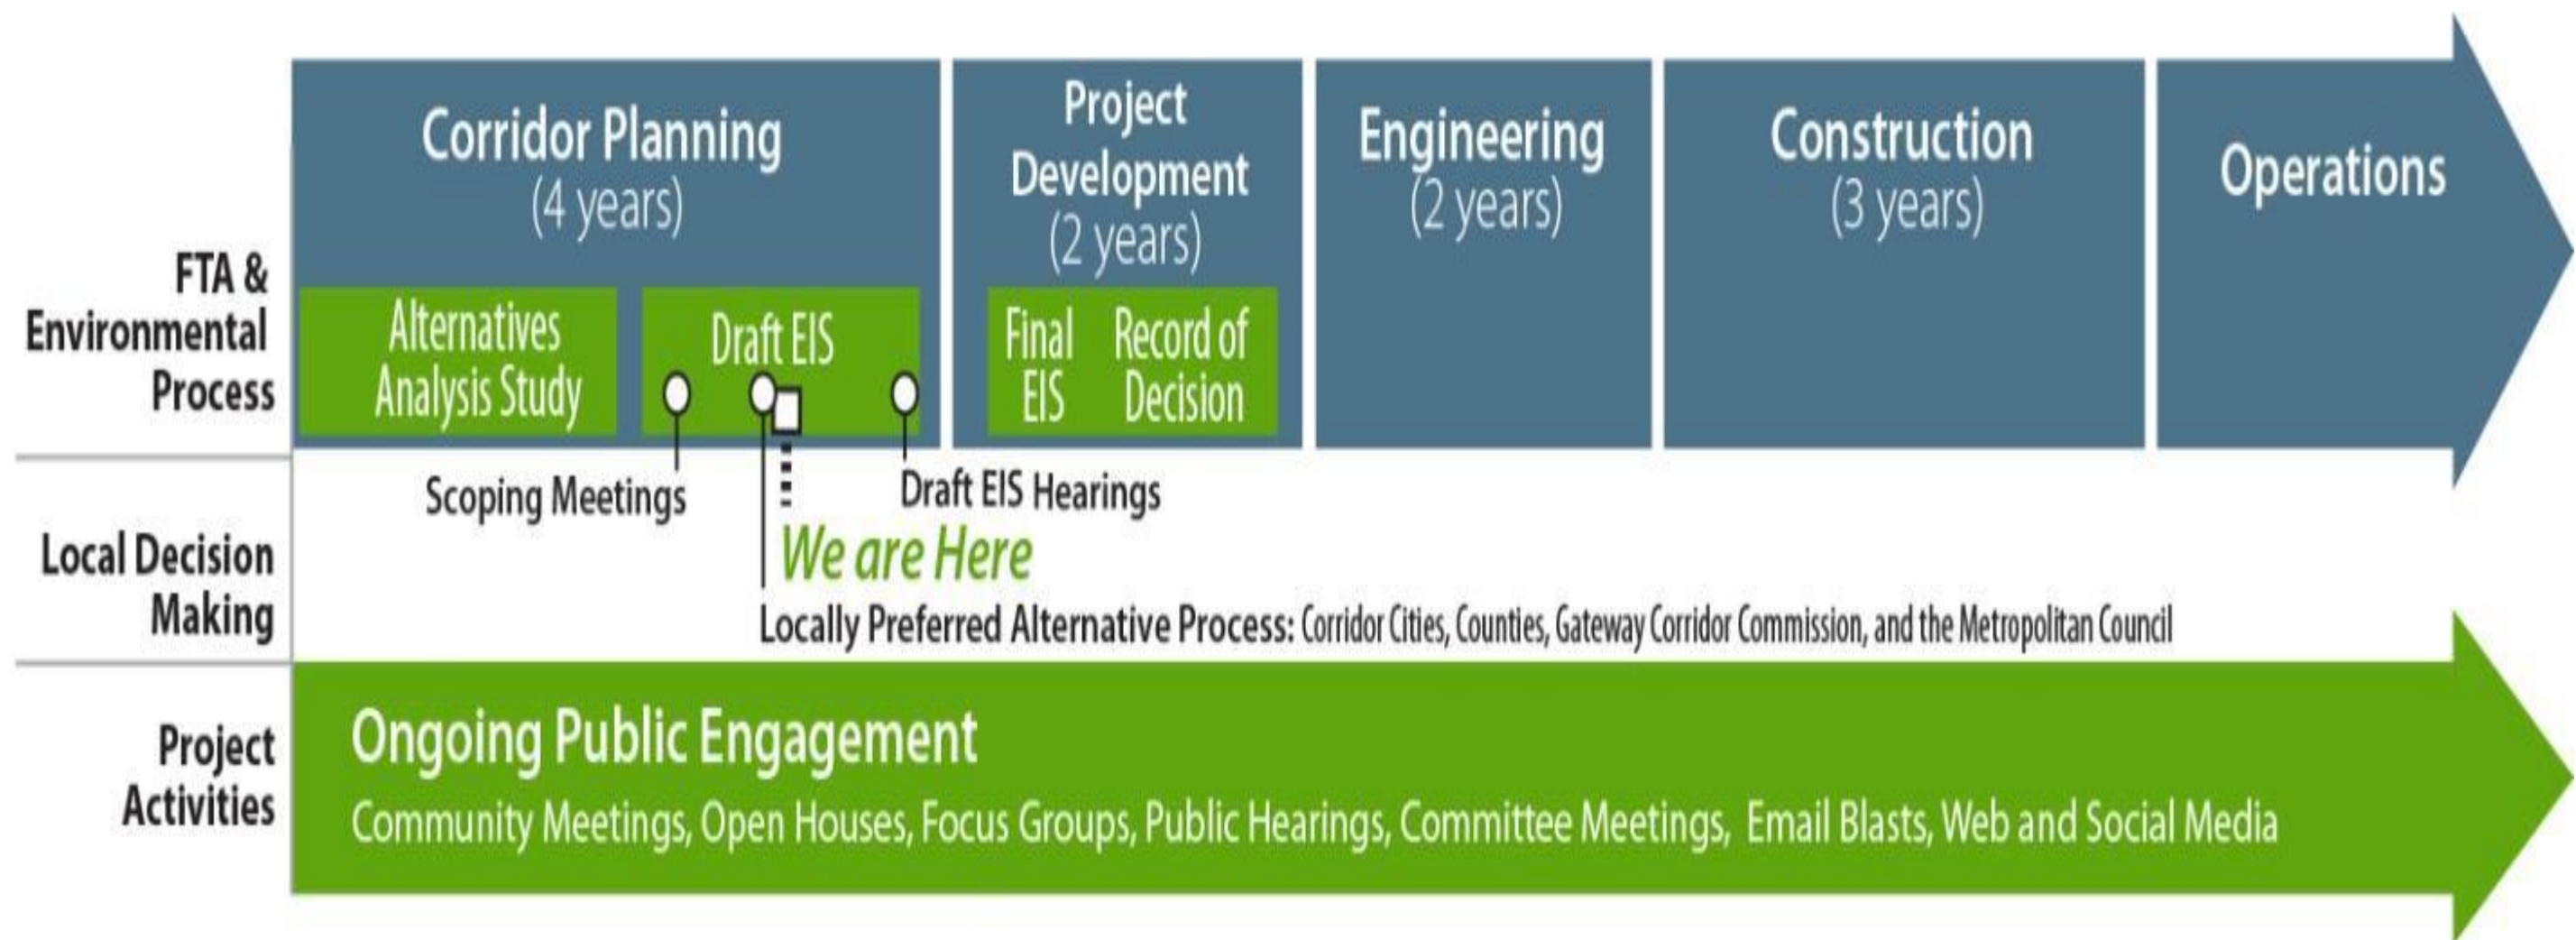 FTA &
Environmental
Process
Corridor Planning
(4 years)
Alternatives
Analysis Study
Draft EIS
Project
Development
(2 years)
Final
EIS
Record of
Decision
Engineering
(2 years)
Construction
(3 years)
Operations
Local Decision
Making
Scoping Meetings
Draft EIS Hearings
We are Here
Locally Preferred Alternative Process: Corridor Cities, Counties, Gateway Corridor Commission, and the Metropolitan Council
Project
Activities
Ongoing Public Engagement
Community Meetings, Open Houses, Focus Groups, Public Hearings, Committee Meetings, Email Blasts, Web and Social Media